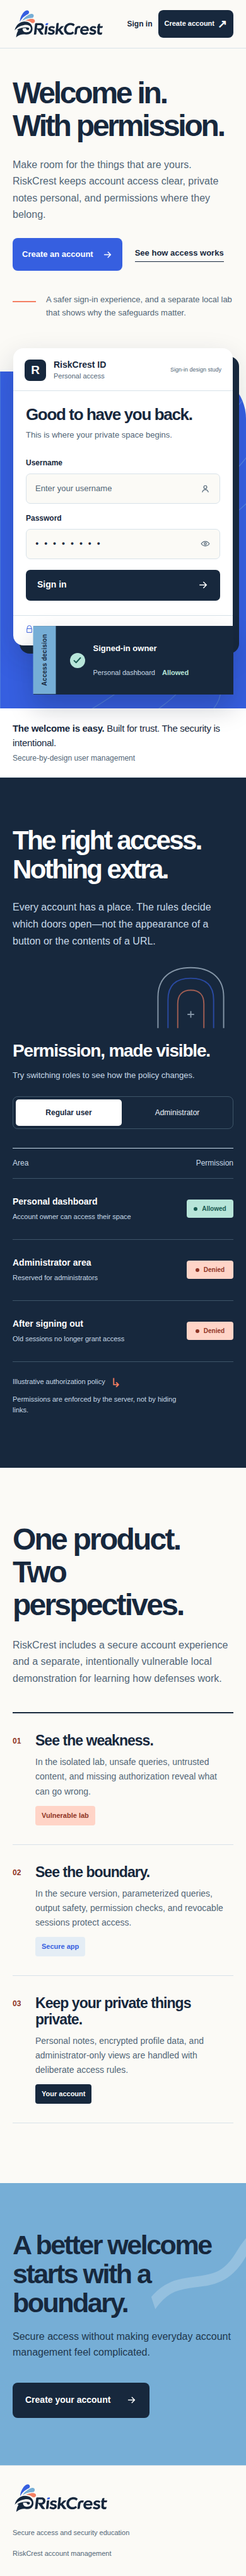 RiskCrest
Sign in
Create account ↗
Welcome in.
With permission.
Make room for the things that are yours.
RiskCrest keeps account access clear, private
notes personal, and permissions where they
belong.
Create an account →
See how access works
A safer sign-in experience, and a separate local lab
that shows why the safeguards matter.
R
RiskCrest ID
Personal access
Sign-in design study
Good to have you back.
This is where your private space begins.
Username
Enter your username
Password
••••••••
Sign in →
Access decision
Signed-in owner
Personal dashboard Allowed
The welcome is easy. Built for trust. The security is
intentional.
Secure-by-design user management
The right access.
Nothing extra.
Every account has a place. The rules decide
which doors open—not the appearance of a
button or the contents of a URL.
Permission, made visible.
Try switching roles to see how the policy changes.
Regular user
Administrator
Area
Permission
Personal dashboard
Account owner can access their space
Allowed
Administrator area
Reserved for administrators
Denied
After signing out
Old sessions no longer grant access
Denied
Illustrative authorization policy
Permissions are enforced by the server, not by hiding
links.
One product.
Two
perspectives.
RiskCrest includes a secure account experience
and a separate, intentionally vulnerable local
demonstration for learning how defenses work.
01
See the weakness.
In the isolated lab, unsafe queries, untrusted
content, and missing authorization reveal what
can go wrong.
Vulnerable lab
02
See the boundary.
In the secure version, parameterized queries,
output safety, permission checks, and revocable
sessions protect access.
Secure app
03
Keep your private things
private.
Personal notes, encrypted profile data, and
administrator-only views are handled with
deliberate access rules.
Your account
A better welcome
starts with a
boundary.
Secure access without making everyday account
management feel complicated.
Create your account →
RiskCrest
Secure access and security education
RiskCrest account management